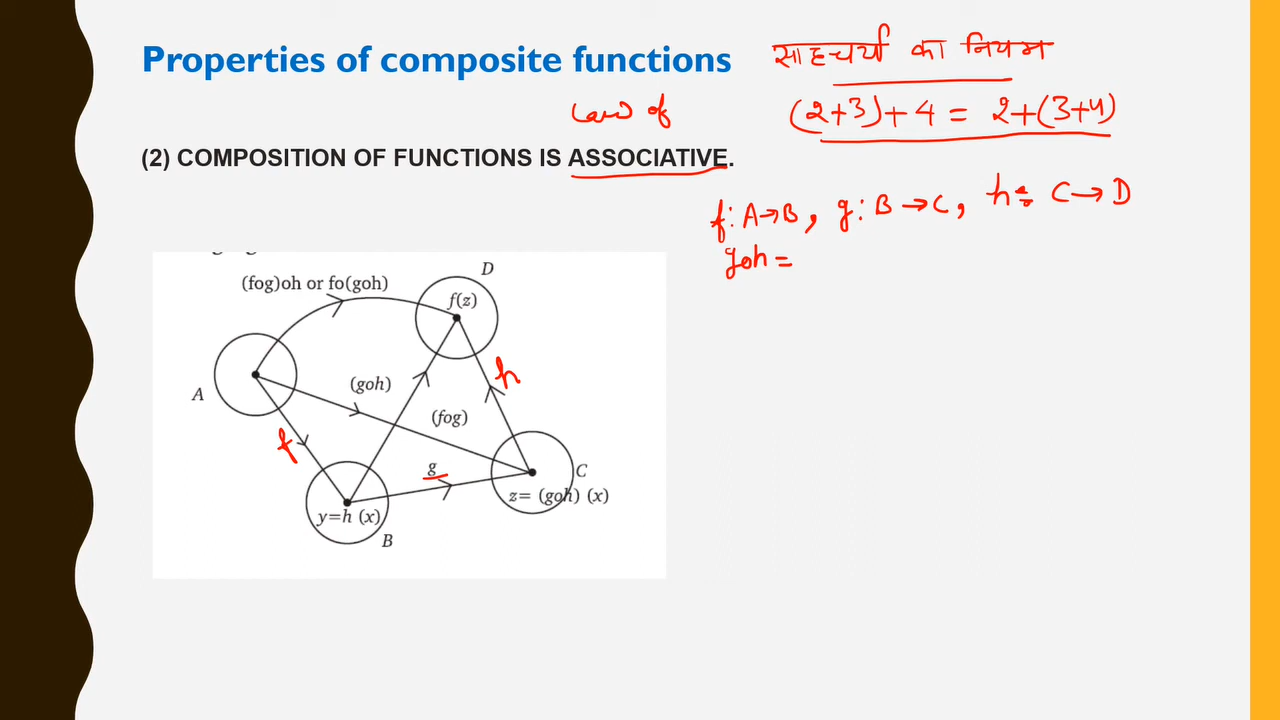 Properties of composite functions
साहचर्या का नियम
(2+3)+4 = 2+(3+4)
Law of
(2) COMPOSITION OF FUNCTIONS IS ASSOCIATIVE.
f: A→B, g: B→C, h: C→D
goh =
(fog)oh or fo(goh)
D
f(z)
h
A
(goh)
(fog)
f
g
C
z= (goh) (x)
y=h (x)
B